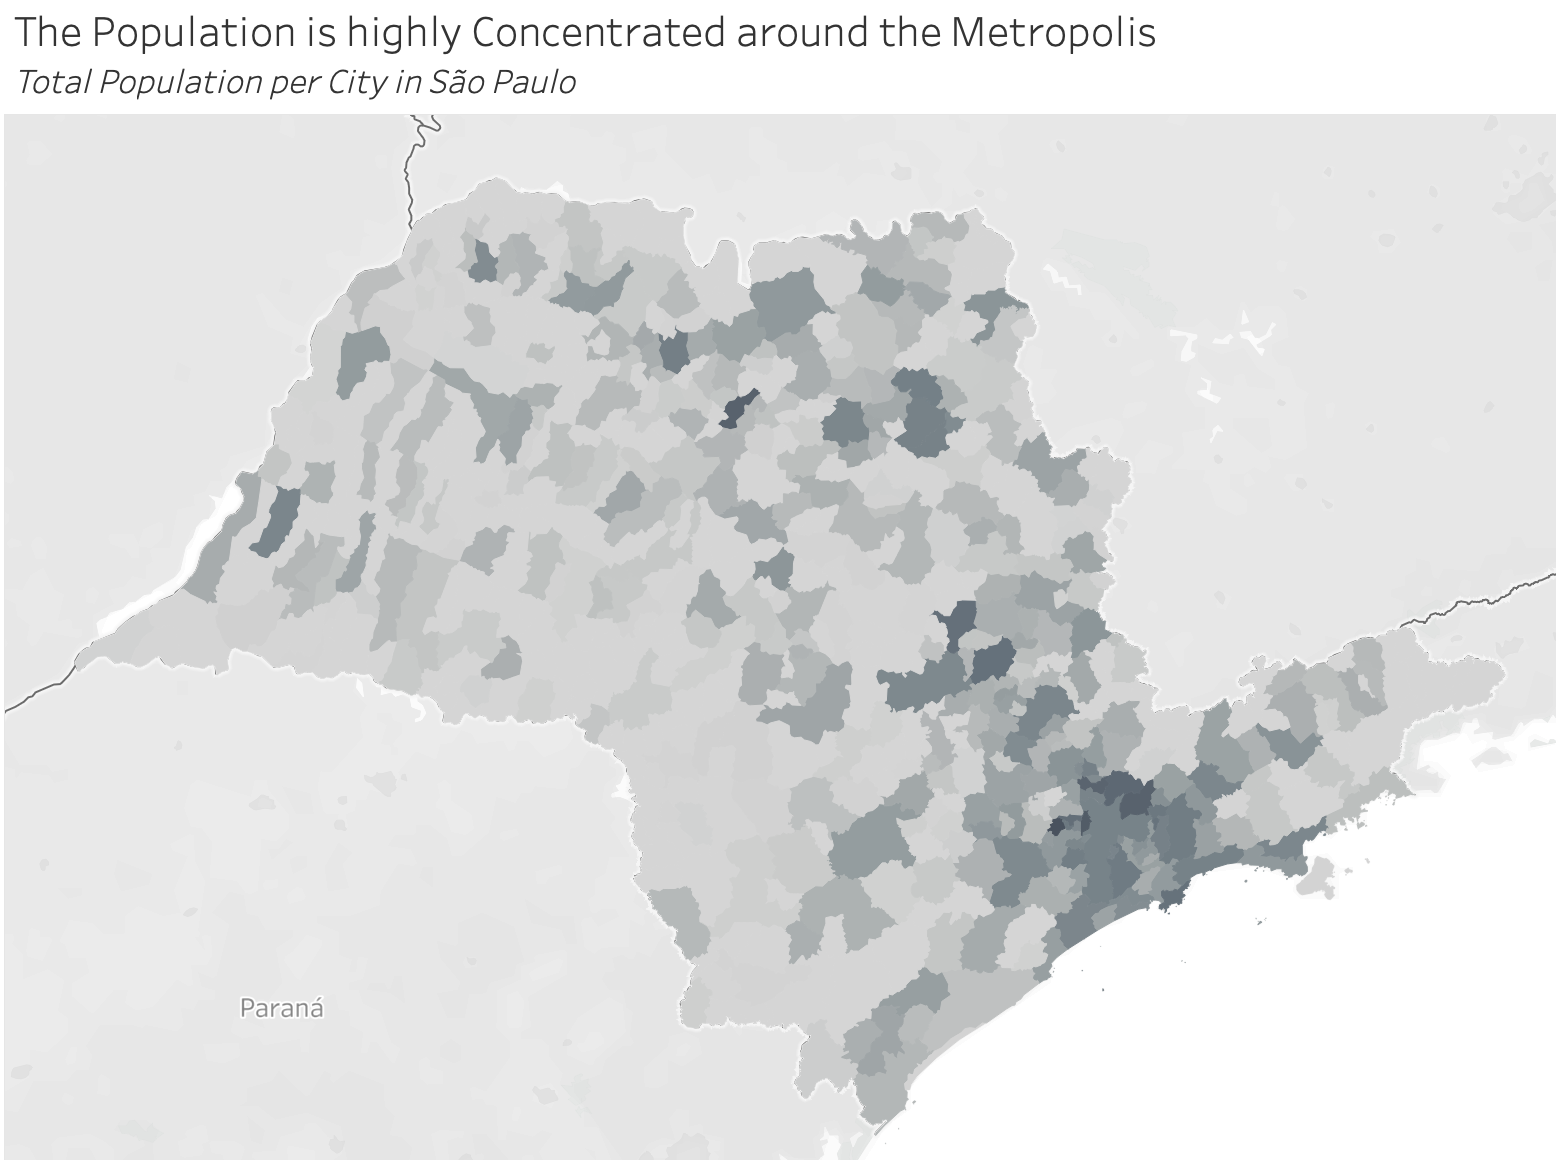 The Population is highly Concentrated around the Metropolis
Total Population per City in São Paulo
Paraná